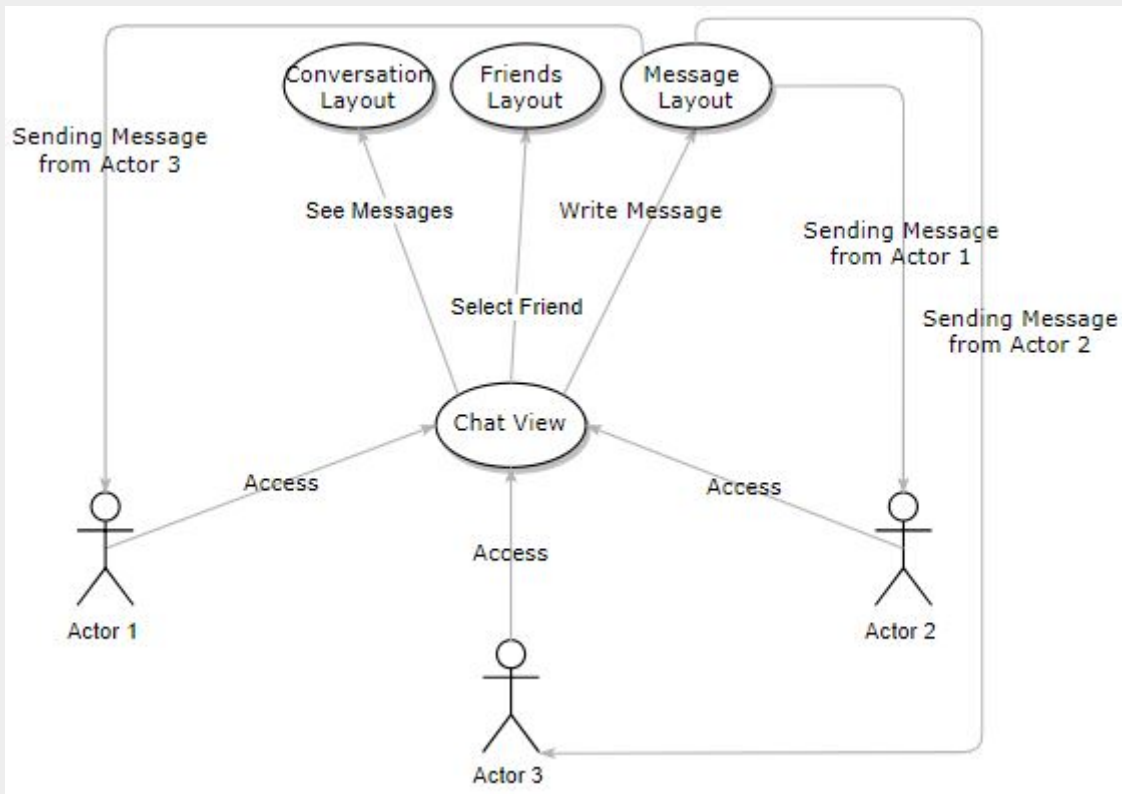 Conversation
Layout
Friends
Layout
Message
Layout
Sending Message
from Actor 3
See Messages
Write Message
Sending Message
from Actor 1
Select Friend
Sending Message
from Actor 2
Chat View
Access
Access
Access
Actor 1
Actor 2
Actor 3